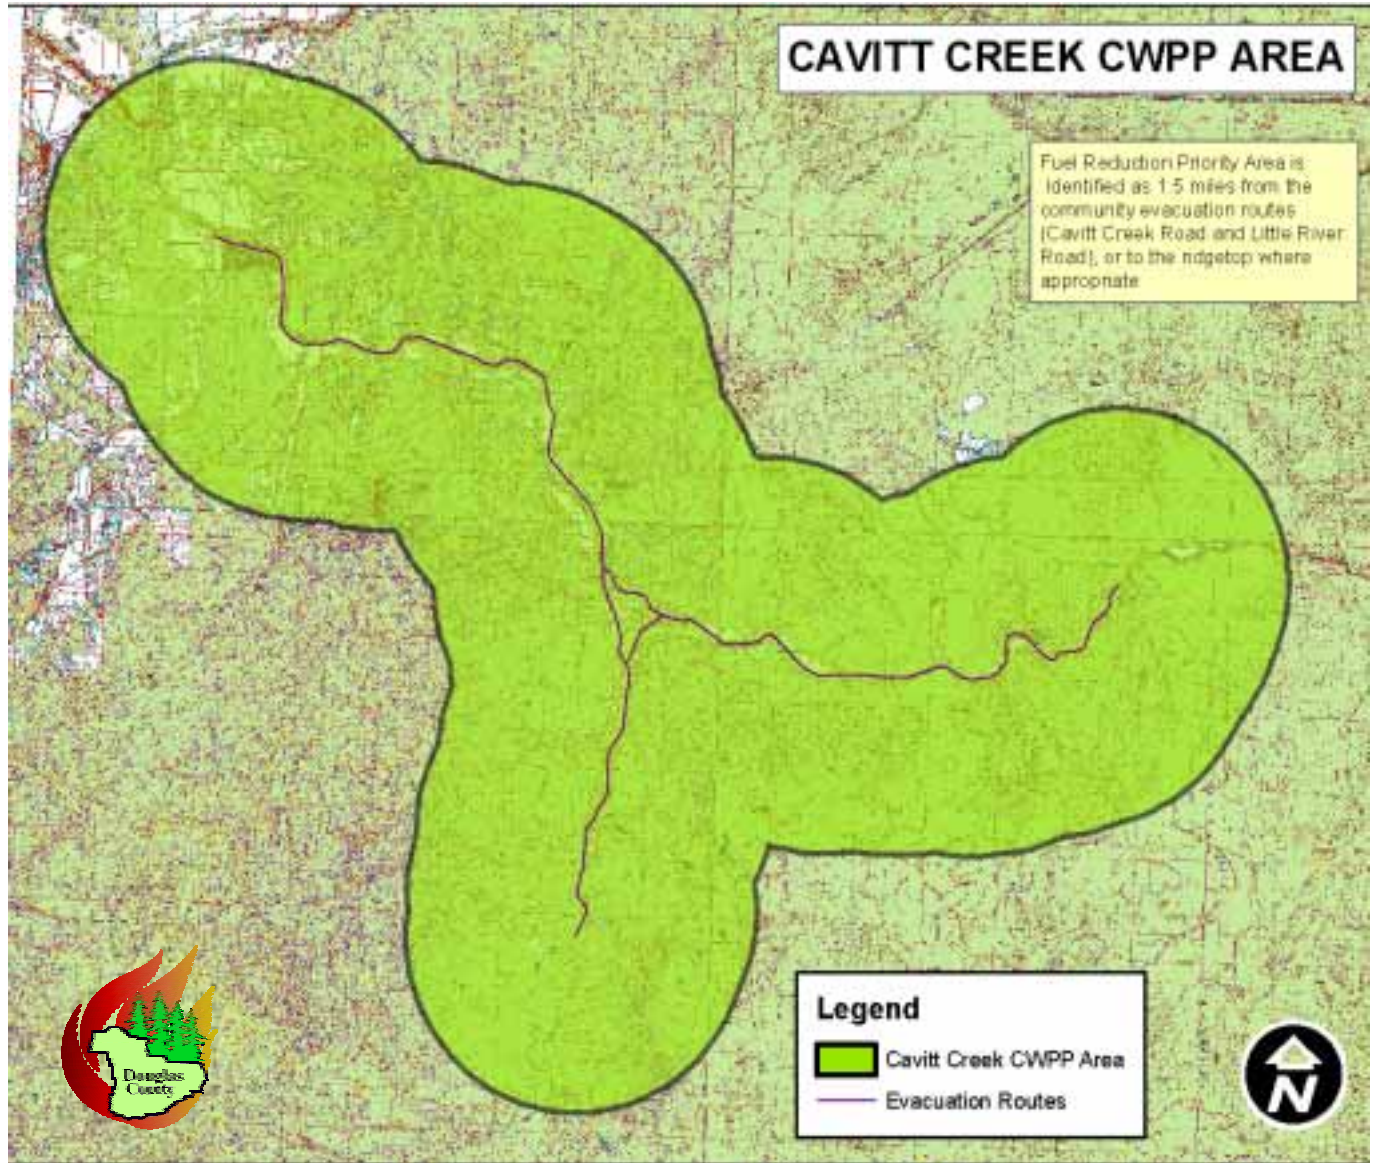 CAVITT CREEK CWPP AREA
Fuel Reduction Priority Area is
Identified as 1.5 miles from the
community evacuation routes
(Cavitt Creek Road and Little River
Road), or to the ridgetop where
appropriate
Legend
Cavitt Creek CWPP Area
Evacuation Routes
Douglas
County
N